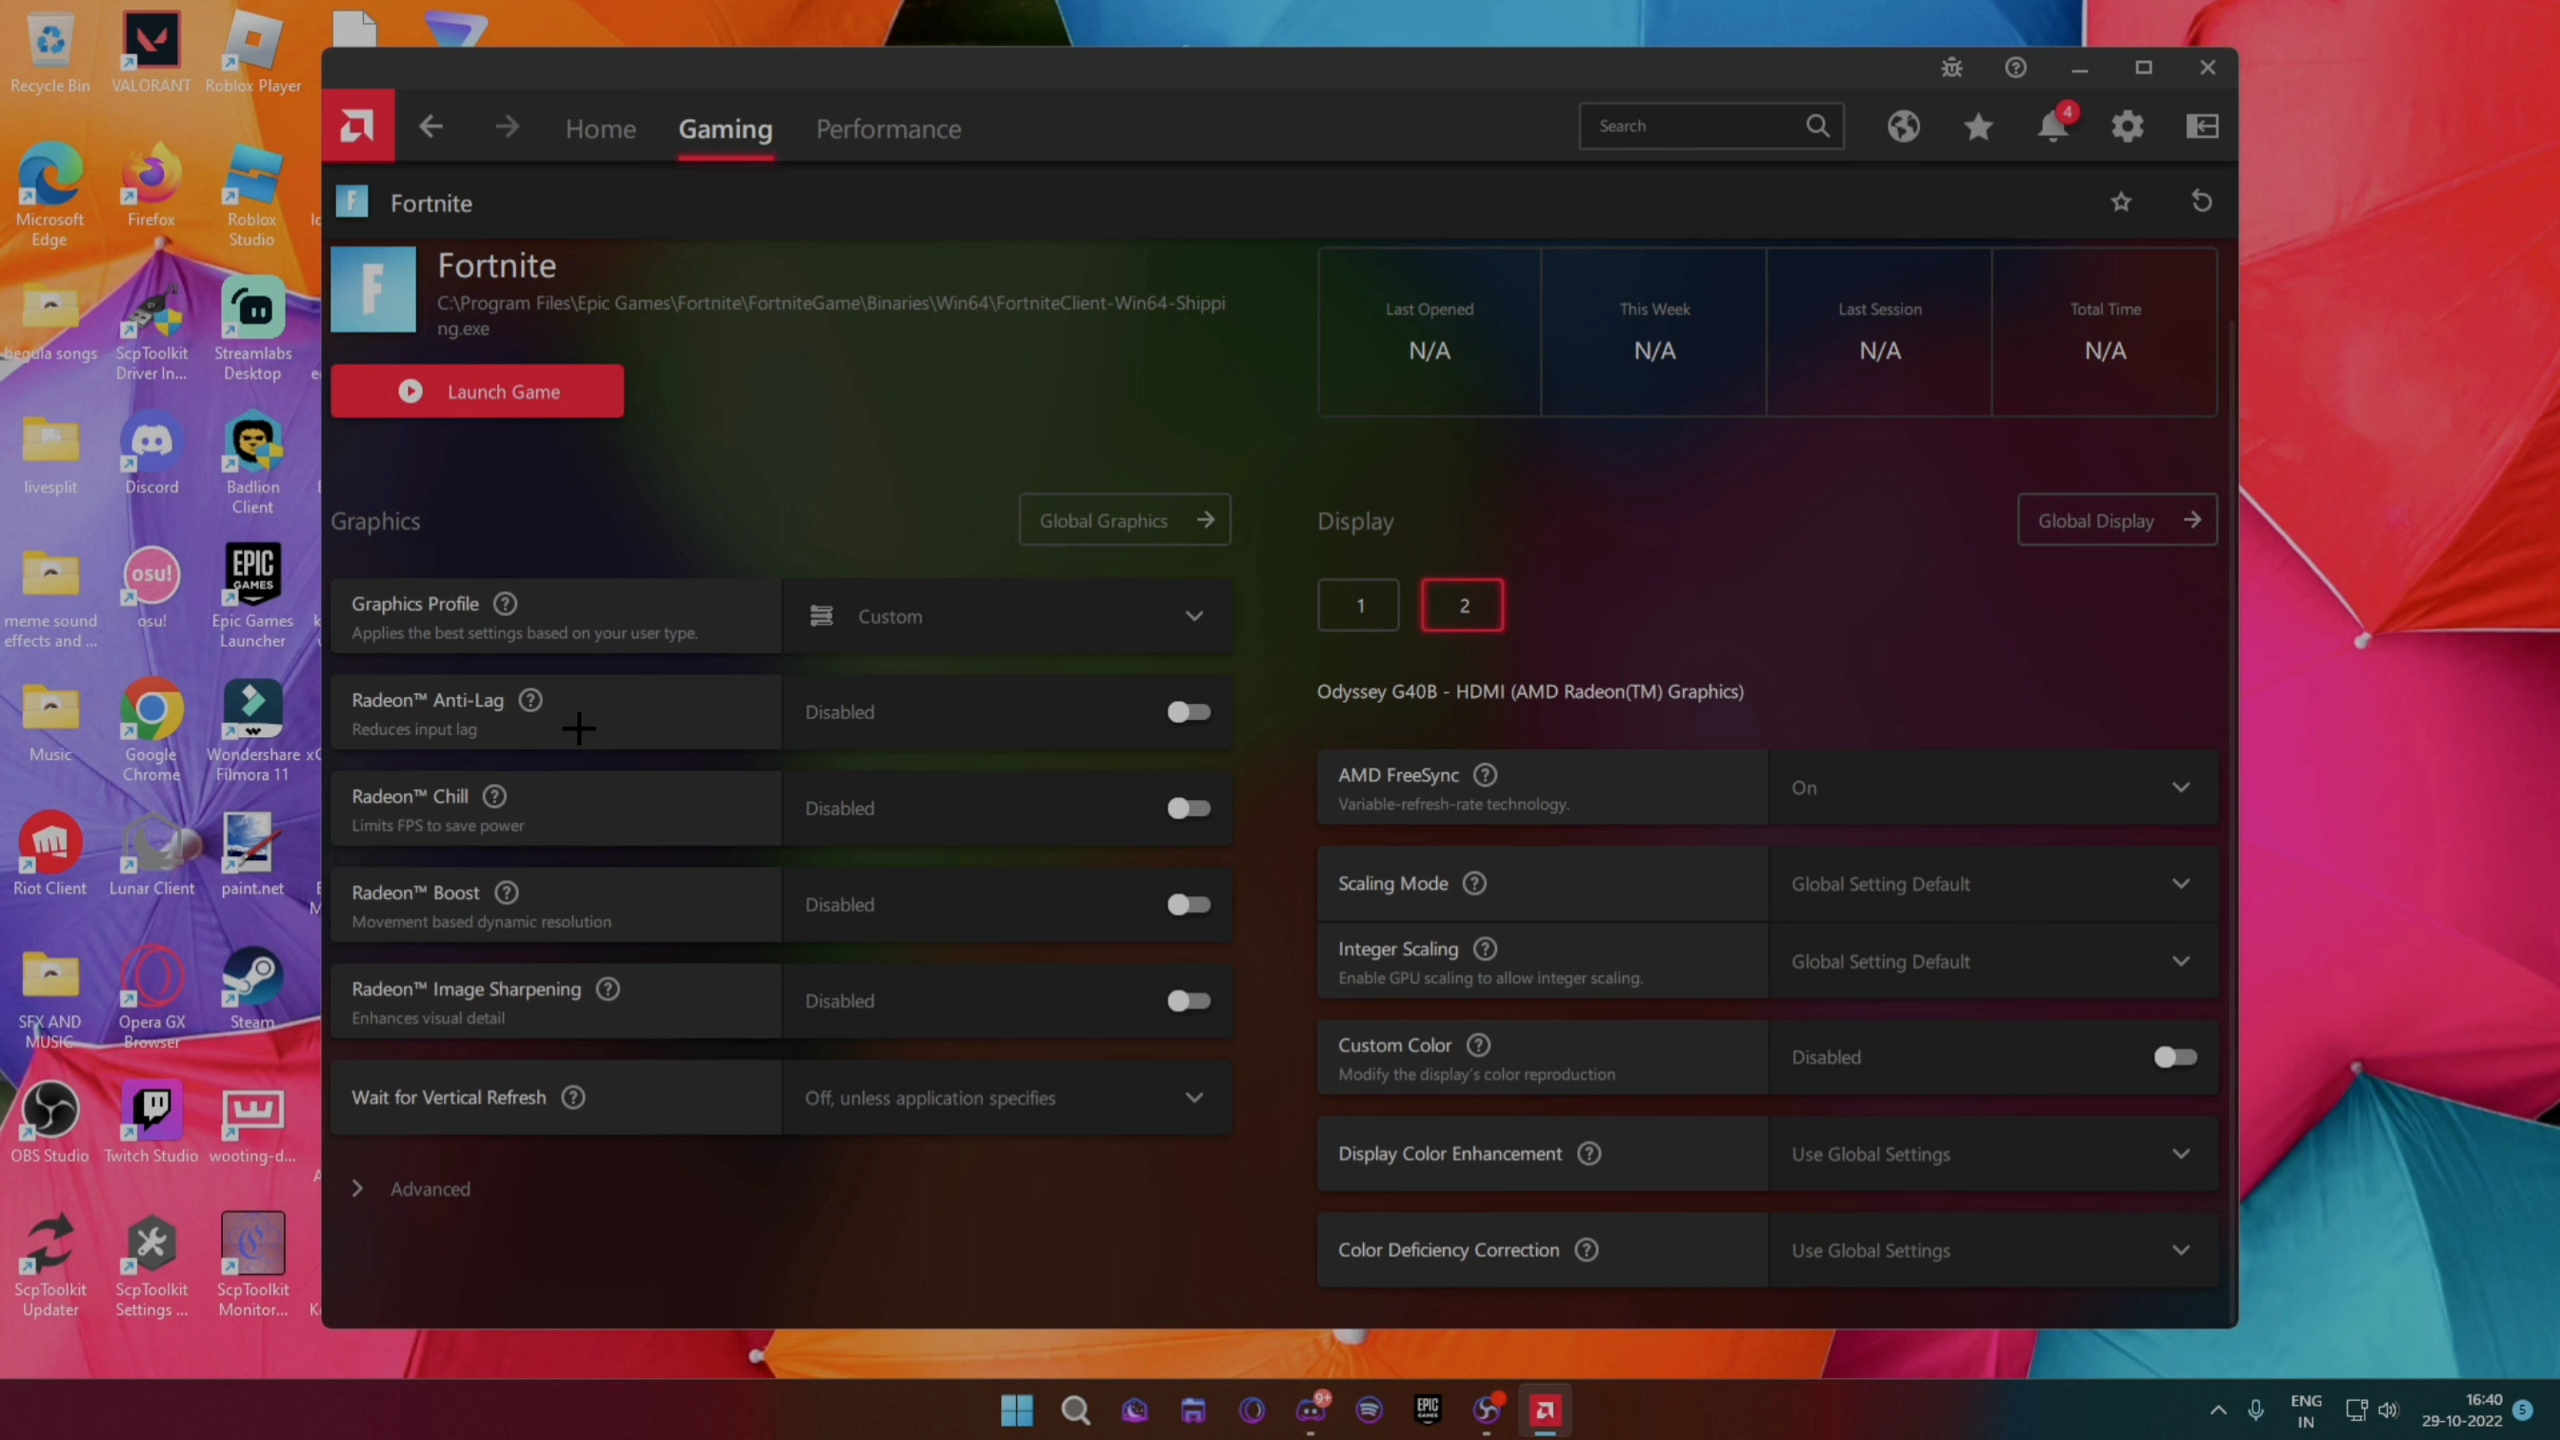 Recycle Bin
VALORANT
Roblox Player
Microsoft
Edge
Firefox
Roblox
Studio
begula songs
ScpToolkit
Driver In...
Streamlabs
Desktop
livesplit
Discord
Badlion
Client
meme sound
effects and ...
osu!
osu!
EPIC
GAMES
Epic Games
Launcher
Music
Google
Chrome
Wondershare
Filmora 11
Riot Client
Lunar Client
paint.net
SFX AND
MUSIC
Opera GX
Browser
Steam
OBS Studio
Twitch Studio
wooting-d...
ScpToolkit
Updater
ScpToolkit
Settings ...
ScpToolkit
Monitor...
Home
Gaming
Performance
Search
4
Fortnite
Fortnite
C:\Program Files\Epic Games\Fortnite\FortniteGame\Binaries\Win64\FortniteClient-Win64-Shippi
ng.exe
Launch Game
Last Opened
N/A
This Week
N/A
Last Session
N/A
Total Time
N/A
Graphics
Global Graphics
Graphics Profile
Applies the best settings based on your user type.
Custom
Radeon™ Anti-Lag
Reduces input lag
Disabled
Radeon™ Chill
Limits FPS to save power
Disabled
Radeon™ Boost
Movement based dynamic resolution
Disabled
Radeon™ Image Sharpening
Enhances visual detail
Disabled
Wait for Vertical Refresh
Off, unless application specifies
Advanced
Display
Global Display
1
2
Odyssey G40B - HDMI (AMD Radeon(TM) Graphics)
AMD FreeSync
Variable-refresh-rate technology.
On
Scaling Mode
Global Setting Default
Integer Scaling
Enable GPU scaling to allow integer scaling.
Global Setting Default
Custom Color
Modify the display's color reproduction
Disabled
Display Color Enhancement
Use Global Settings
Color Deficiency Correction
Use Global Settings
9+
EPIC
GAMES
ENG
IN
16:40
29-10-2022
5